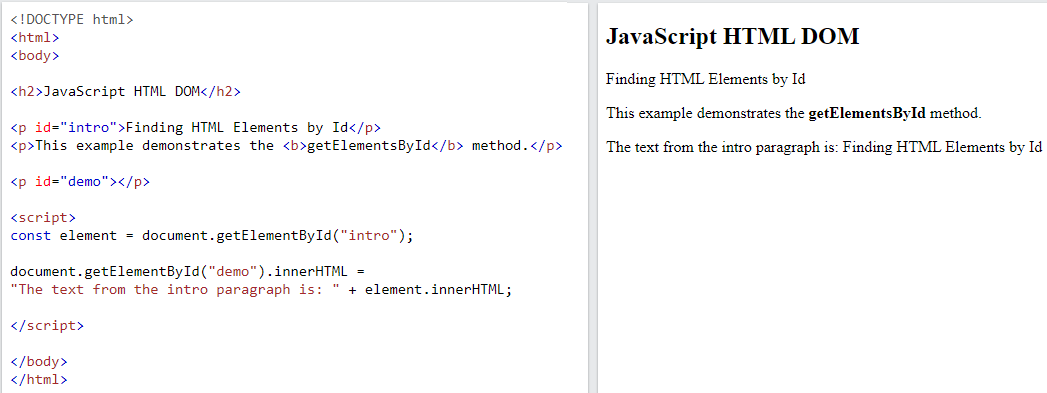 <!DOCTYPE html>
<html>
<body>
<h2>JavaScript HTML DOM</h2>
<p id="intro">Finding HTML Elements by Id</p>
<p>This example demonstrates the <b>getElementsById</b> method.</p>
<p id="demo"></p>
<script>
const element = document.getElementById("intro");
document.getElementById("demo").innerHTML =
"The text from the intro paragraph is: " + element.innerHTML;
</script>
</body>
</html>
JavaScript HTML DOM
Finding HTML Elements by Id
This example demonstrates the getElementsById method.
The text from the intro paragraph is: Finding HTML Elements by Id